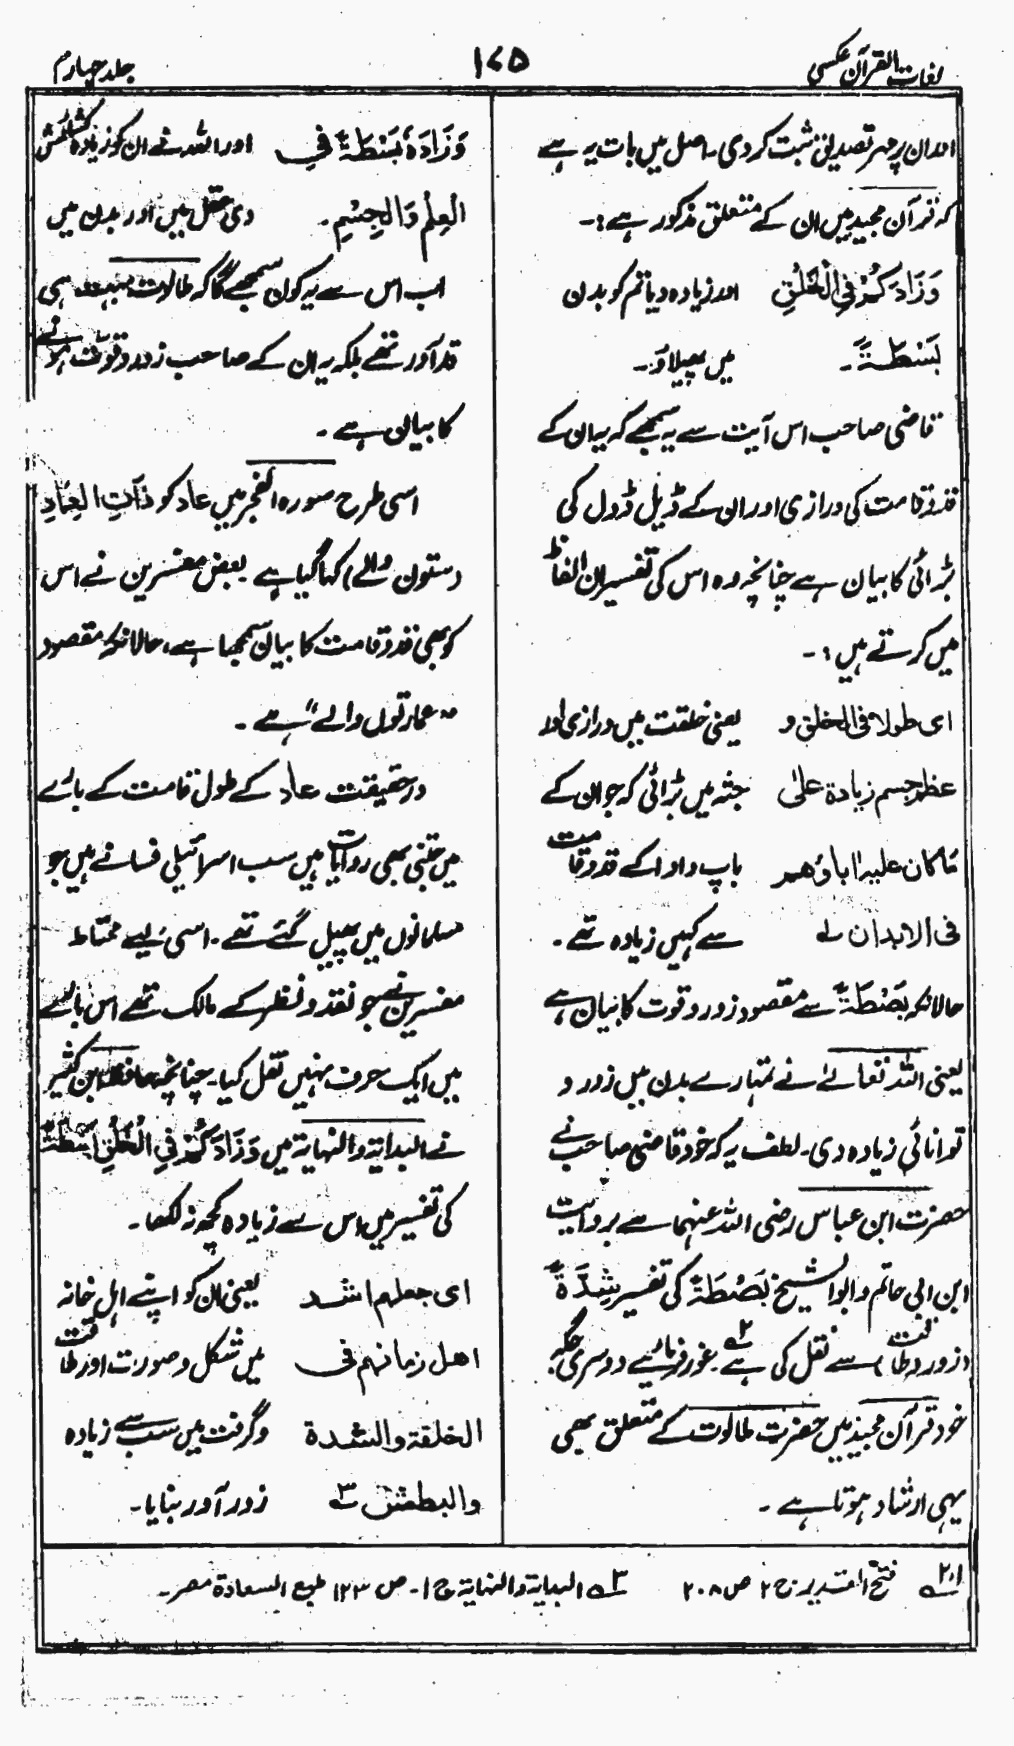 لغات القرآن عکسی
۱۷۵
جلد چہارم
اور ان پر مہر تصدیق ثبت کر دی۔ اصل میں بات یہ ہے
کہ قرآن مجید میں ان کے متعلق مذکور ہے:۔
وَزَادَكُمْ فِي الْخَلْقِ اور زیادہ دیا تم کو بدن
بَسْطَةً۔ میں پھیلاؤ۔
قاضی صاحب اس آیت سے یہ سمجھے کہ یہ ان کے
قد و قامت کی درازی اور ان کے ڈیل ڈول کی
بڑائی کا بیان ہے چنانچہ وہ اس کی تفسیر ان الفاظ
میں کرتے ہیں:۔
ای طولا فی الخلق و یعنی خلقت میں درازی اور
عظم جسم زیادة علی جثہ میں بڑائی کہ جو ان کے
ما کان علیہ اٰباؤھم باپ دادا کے قد و قامت
فی الابدان لہ سے کہیں زیادہ تھے۔
حالانکہ بَصْطَةً سے مقصود زور و قوت کا بیان ہے
یعنی اللہ تعالےٰ نے تمہارے بدن میں زور و
توانائی زیادہ دی۔ لطف یہ کہ خود قاضی صاحب نے
حضرت ابن عباس رضی اللہ عنہما سے بروایت
ابن ابی حاتم و ابو الشیخ بَصْطَةً کی تفسیر شِدَّةً
(زور و طاقت) سے نقل کی ہے ۲؎ غور فرمائیے دوسری جگہ
خود قرآن مجید میں حضرت طالوت کے متعلق بھی
یہی ارشاد ہوتا ہے۔
وَزَادَهٗ بَسْطَةً فِي اور اللہ نے ان کو زیادہ کشائش
الْعِلْمِ وَالْجِسْمِ۔ دی عقل میں اور بدن میں
اب اس سے یہ کون سمجھے گا کہ طالوت بہت ہی
قد آور تھے بلکہ یہ ان کے صاحب زور و قوت ہونے
کا بیان ہے۔
اسی طرح سورہ الفجر میں عاد کو ذَاتِ الْعِمَادِ
(ستون والے) کہا گیا ہے بعض مفسرین نے اس
کو بھی قد و قامت کا بیان سمجھا ہے، حالانکہ مقصود
"عمارتوں والے" ہے۔
درحقیقت عاد کے طول قامت کے بارے
میں جتنی بھی روایات ہیں سب اسرائیلی فسانے ہیں جو
مسلمانوں میں پھیل گئے تھے۔ اسی لیے محتاط
مفسرین نے جو نقد و نظر کے مالک تھے اس بارے
میں ایک حرف نہیں نقل کیا۔ چنانچہ حافظ ابن کثیر
نے البدایة والنہایة میں وَزَادَكُمْ فِي الْخَلْقِ بَسْطَةً
کی تفسیر میں اس سے زیادہ کچھ نہ لکھا۔
ای جعلهم اشد یعنی ان کو اپنے اہل خانہ
اھل زمانهم فی میں شکل و صورت اور طاقت
الخلقة والشدة و گرفت میں سب سے زیادہ
والبطش ۳؎ زور آور بنایا۔
۱، ۲؎ فتح القدیر ج ۲ ص ۲۰۸ ۳؎ البدایة والنہایة ج ۱۔ ص ۱۲۳ طبع السعادة مصر۔